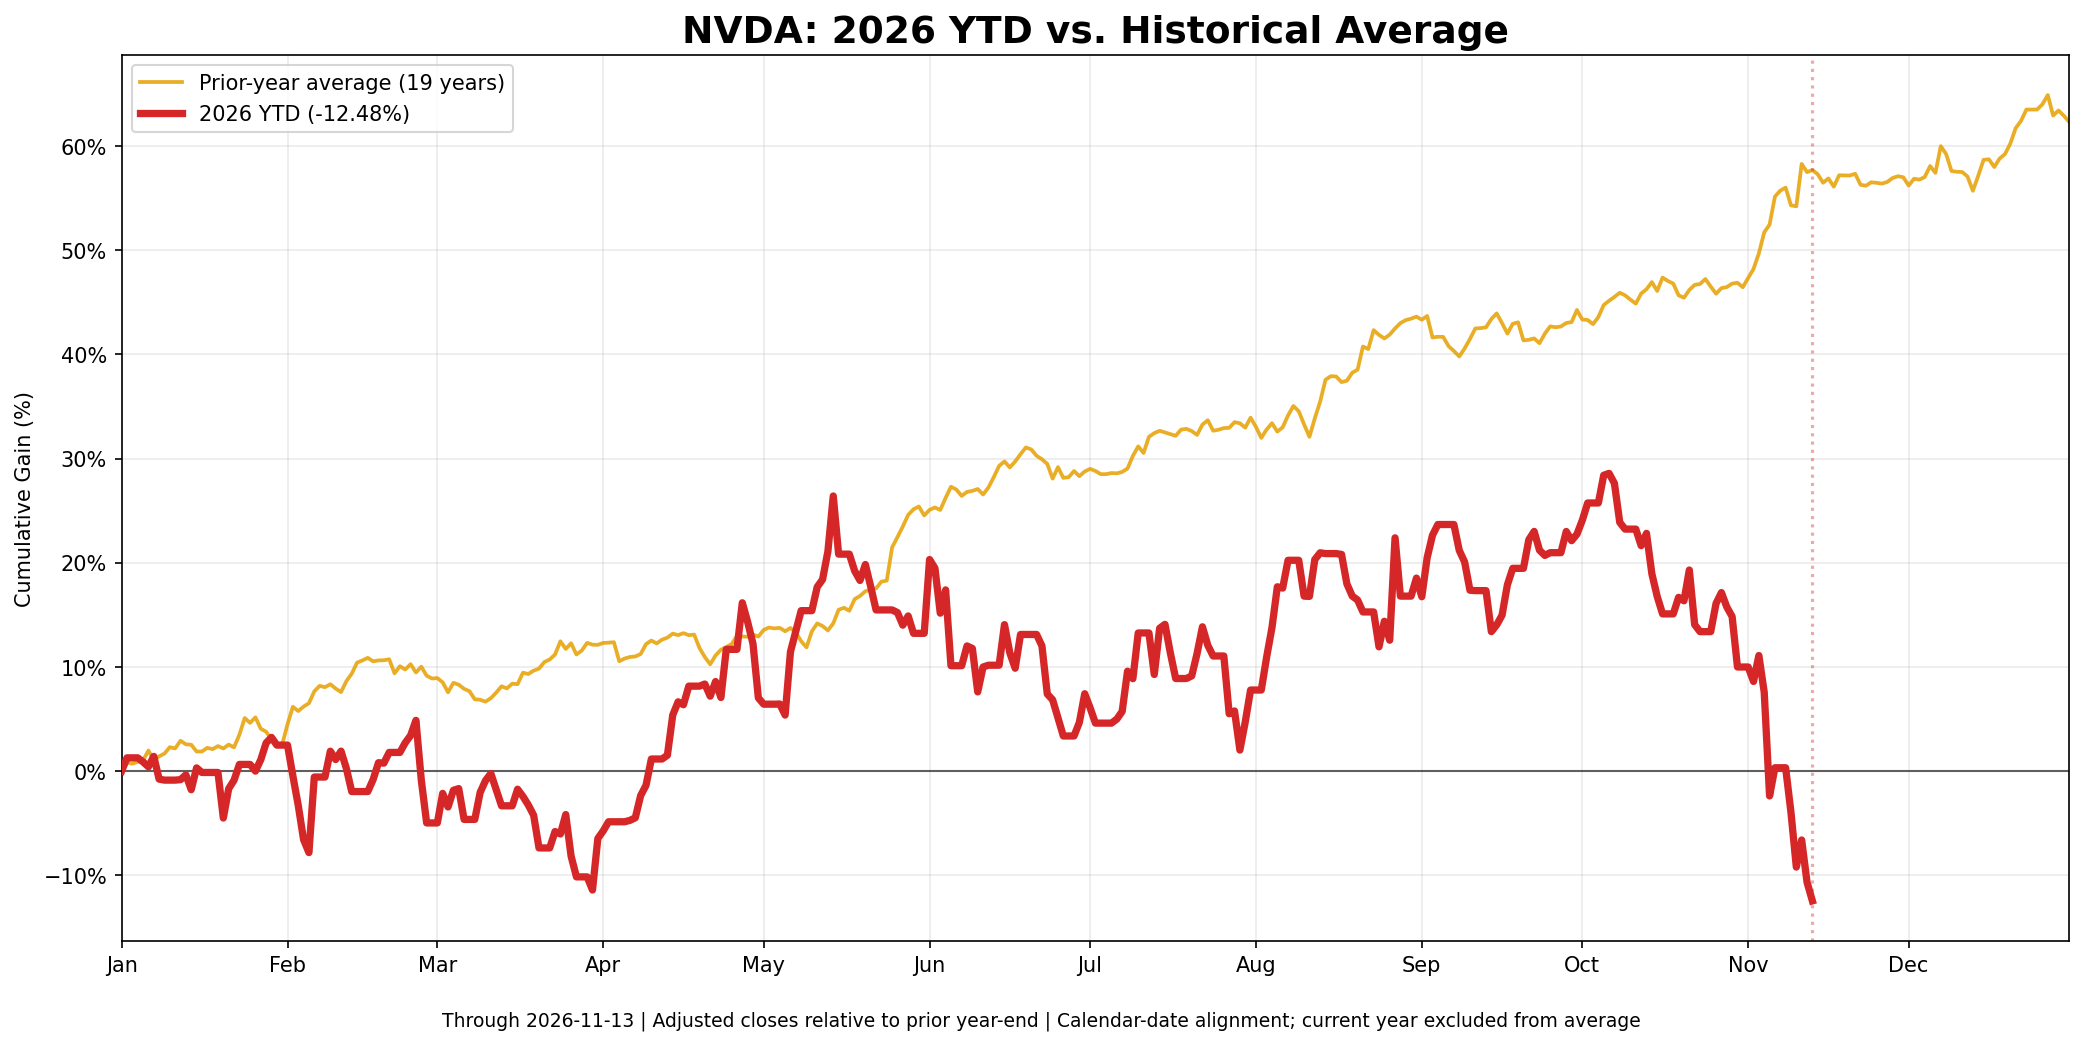 NVDA: 2026 YTD vs. Historical Average
Prior-year average (19 years)
2026 YTD (-12.48%)
Cumulative Gain (%)
60%
50%
40%
30%
20%
10%
0%
−10%
Jan Feb Mar Apr May Jun Jul Aug Sep Oct Nov Dec
Through 2026-11-13 | Adjusted closes relative to prior year-end | Calendar-date alignment; current year excluded from average